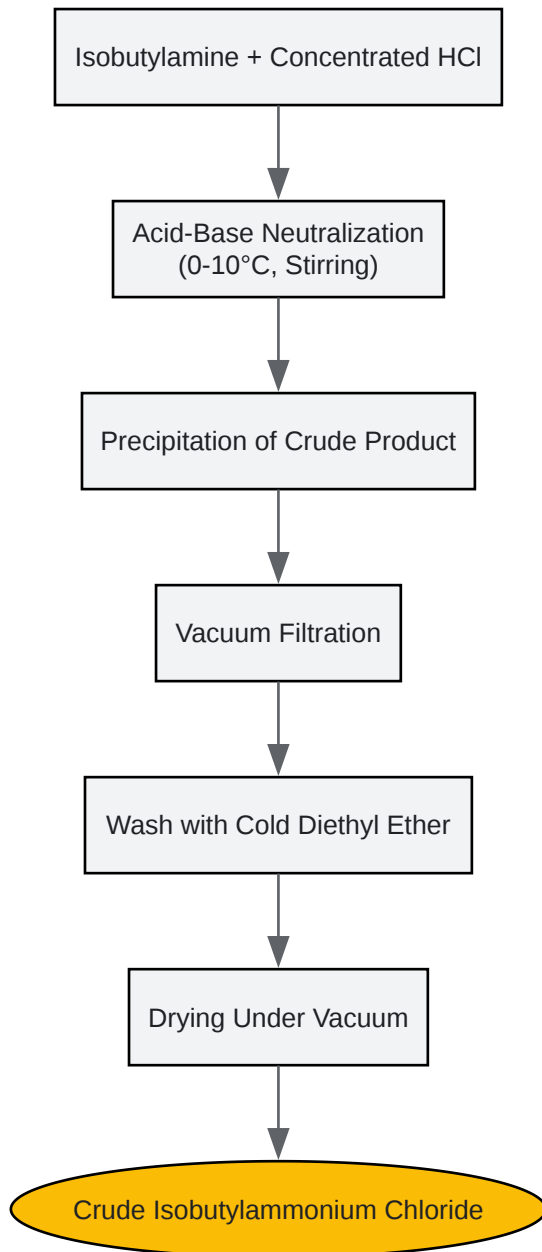 Isobutylamine + Concentrated HCl
Acid-Base Neutralization
(0-10°C, Stirring)
Precipitation of Crude Product
Vacuum Filtration
Wash with Cold Diethyl Ether
Drying Under Vacuum
Crude Isobutylammonium Chloride